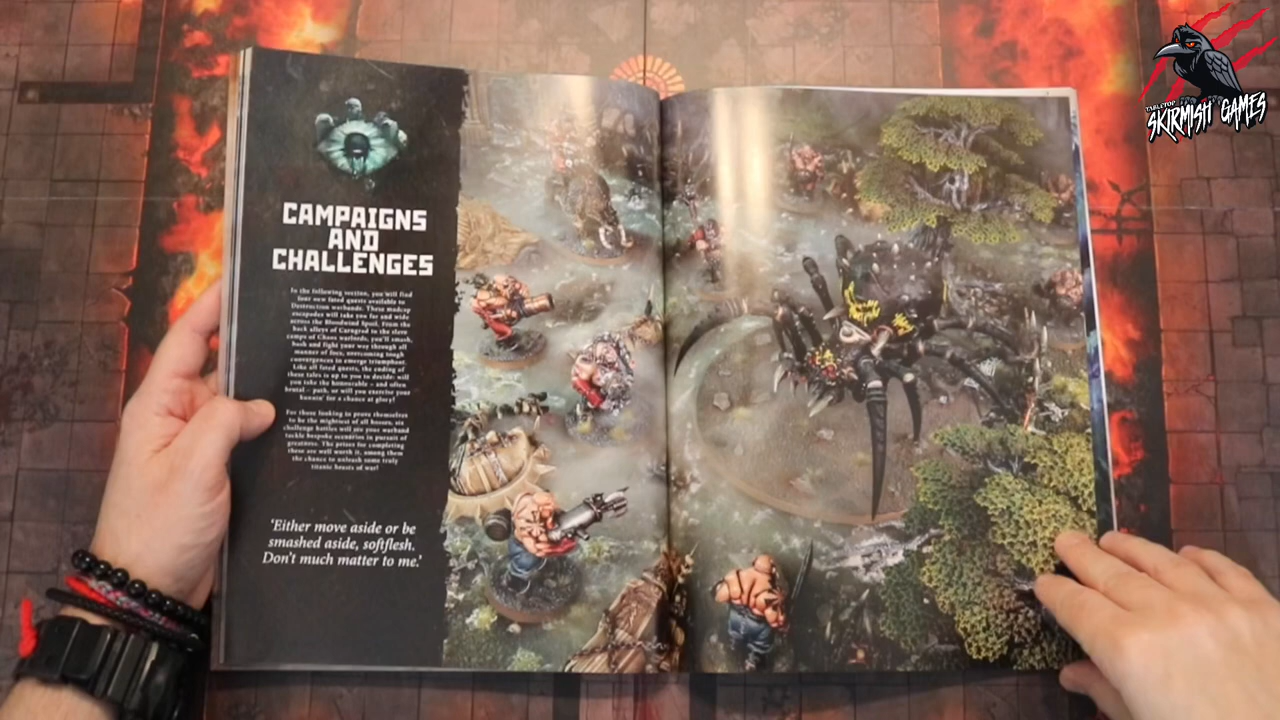 CAMPAIGNS
AND
CHALLENGES
In the following section, you will find
four new fated quests available to
Destruction warbands. These madcap
escapades will take you far and wide
across the Bloodwind Spoil. From the
back alleys of Carngrad to the slave
camps of Chaos warlords, you'll smash,
bash and fight your way through all
manner of foes, overcoming tough
convergences to emerge triumphant.
Like all fated quests, the ending of
these tales is up to you to decide: will
you take the honourable – and often
brutal – path, or will you exercise your
kunnin' for a chance at glory?
For those looking to prove themselves
to be the mightiest of all bosses, six
challenge battles will see your warband
tackle bespoke scenarios in pursuit of
greatness. The prizes for completing
these are well worth it, among them
the chance to unleash some truly
titanic beasts of war!
'Either move aside or be
smashed aside, softflesh.
Don't much matter to me.'
TABLETOP
SKIRMISH GAMES